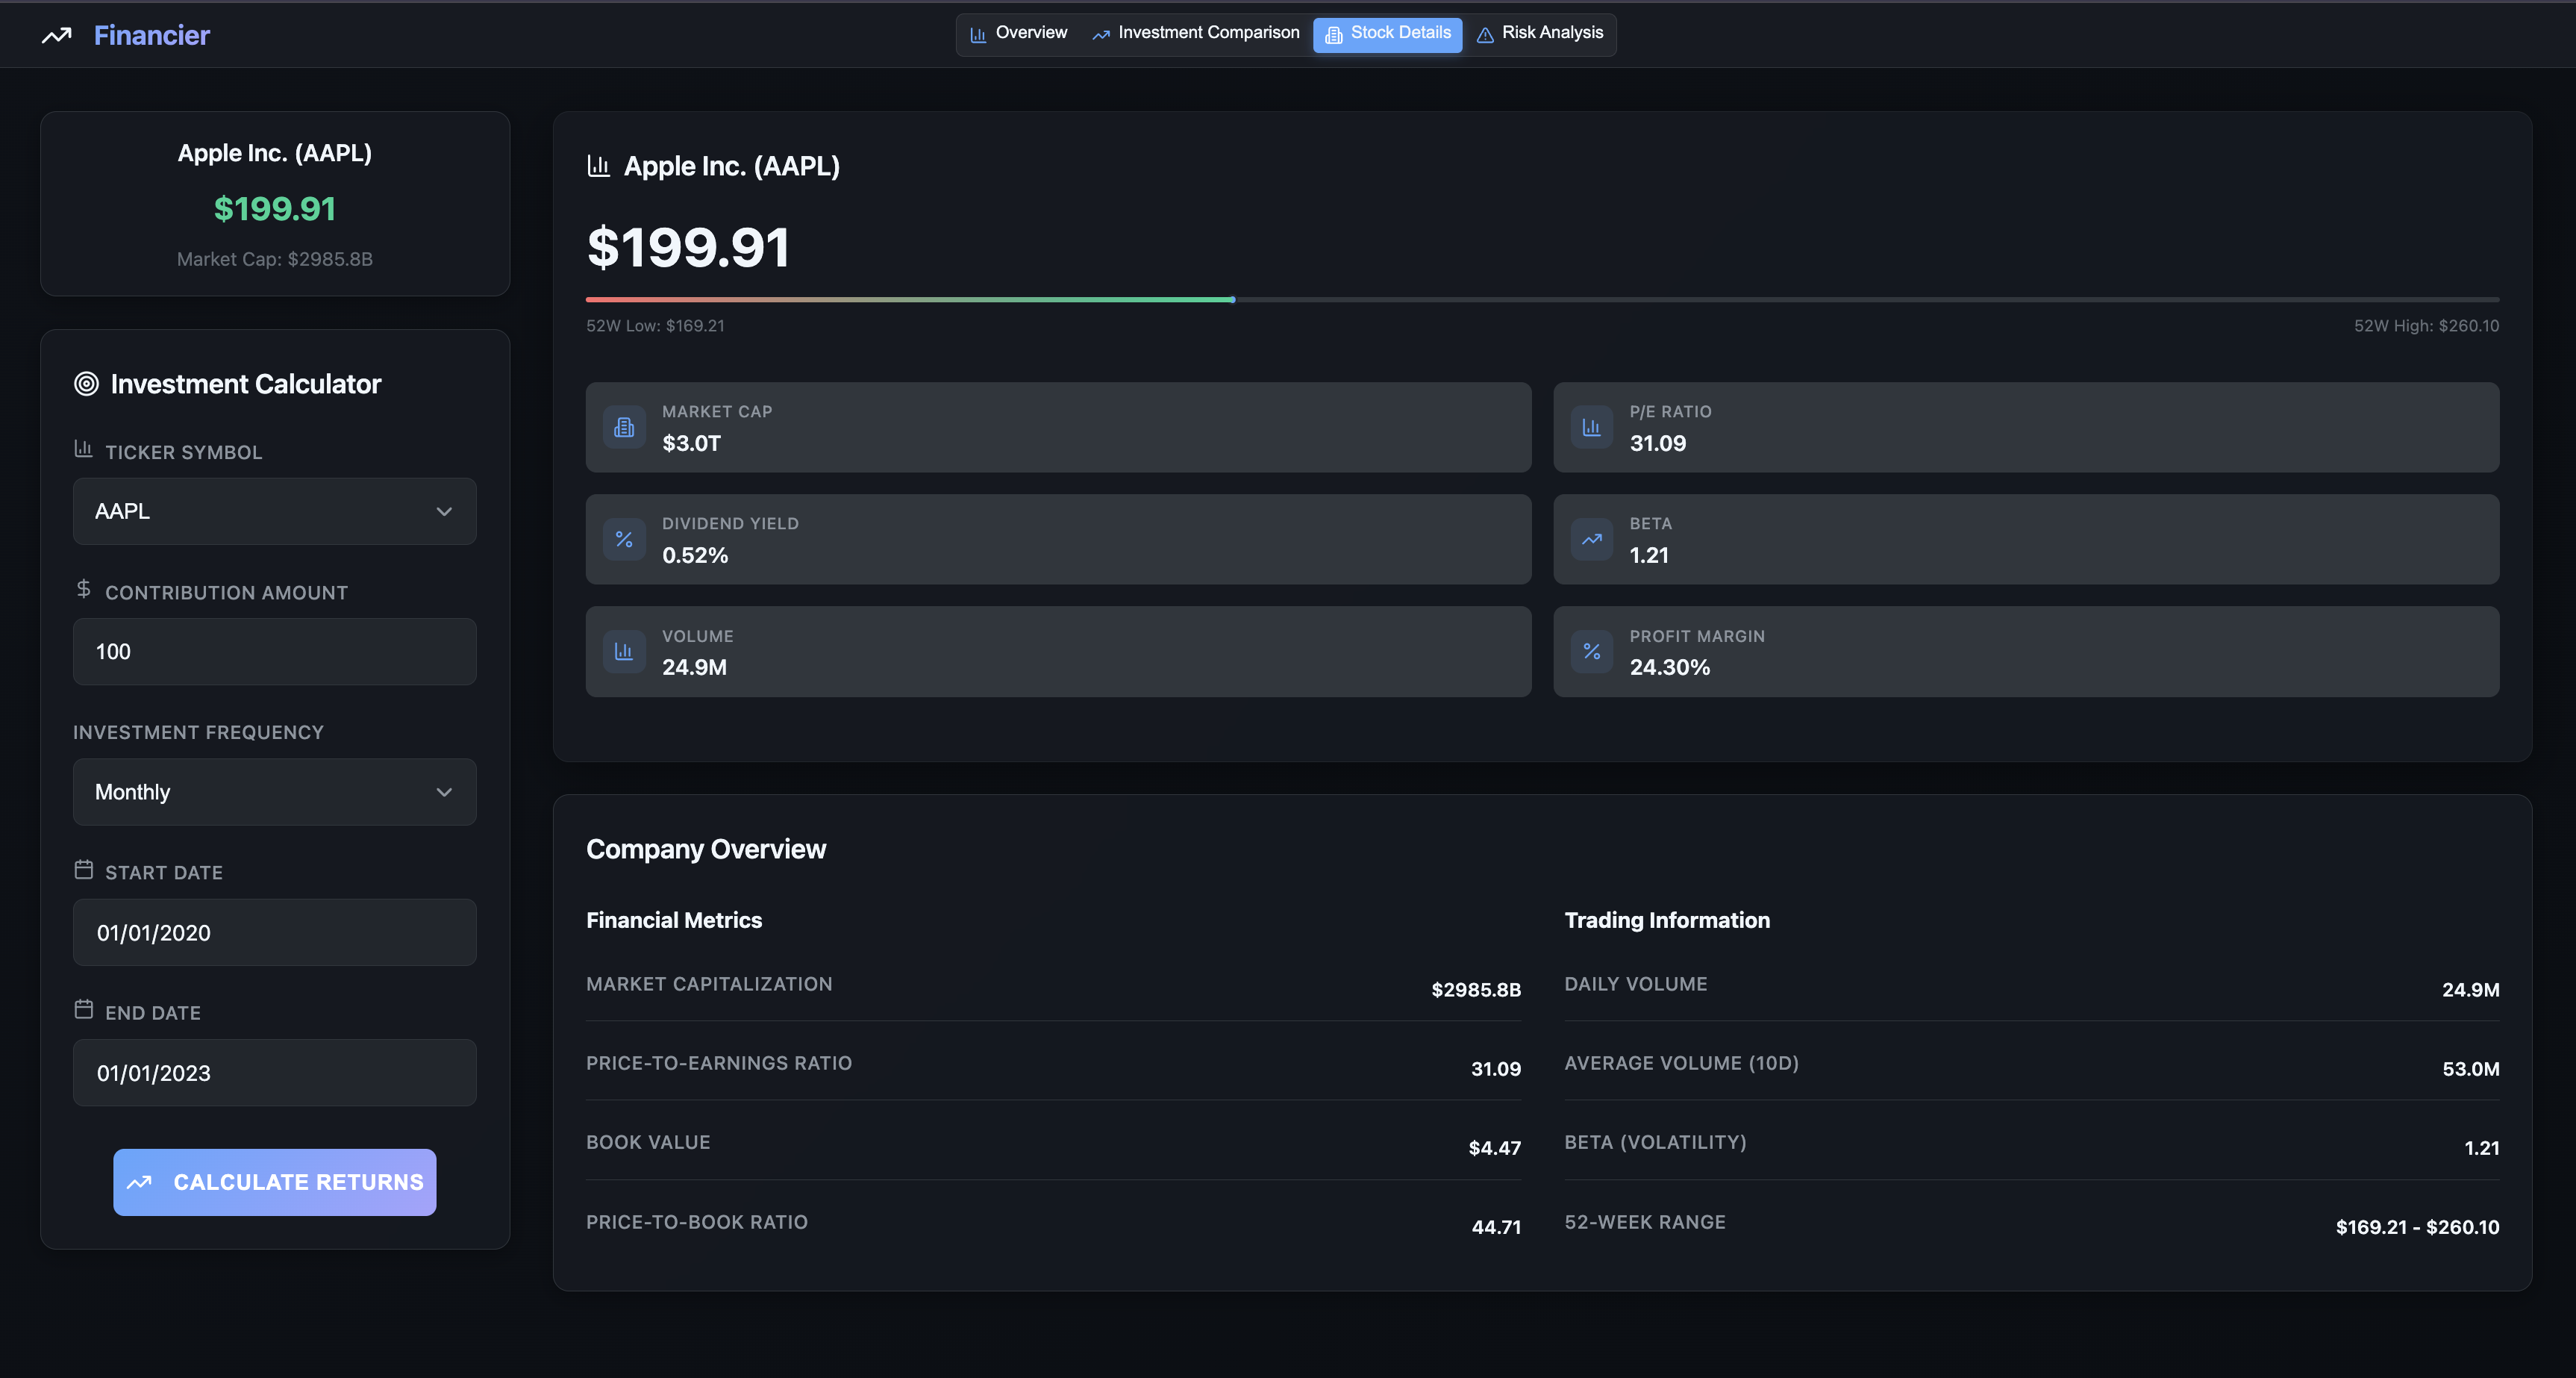 Financier
Overview
Investment Comparison
Stock Details
Risk Analysis
Apple Inc. (AAPL)
$199.91
Market Cap: $2985.8B
Investment Calculator
TICKER SYMBOL
AAPL
CONTRIBUTION AMOUNT
100
INVESTMENT FREQUENCY
Monthly
START DATE
01/01/2020
END DATE
01/01/2023
CALCULATE RETURNS
Apple Inc. (AAPL)
$199.91
52W Low: $169.21
52W High: $260.10
MARKET CAP
$3.0T
P/E RATIO
31.09
DIVIDEND YIELD
0.52%
BETA
1.21
VOLUME
24.9M
PROFIT MARGIN
24.30%
Company Overview
Financial Metrics
MARKET CAPITALIZATION
$2985.8B
PRICE-TO-EARNINGS RATIO
31.09
BOOK VALUE
$4.47
PRICE-TO-BOOK RATIO
44.71
Trading Information
DAILY VOLUME
24.9M
AVERAGE VOLUME (10D)
53.0M
BETA (VOLATILITY)
1.21
52-WEEK RANGE
$169.21 - $260.10